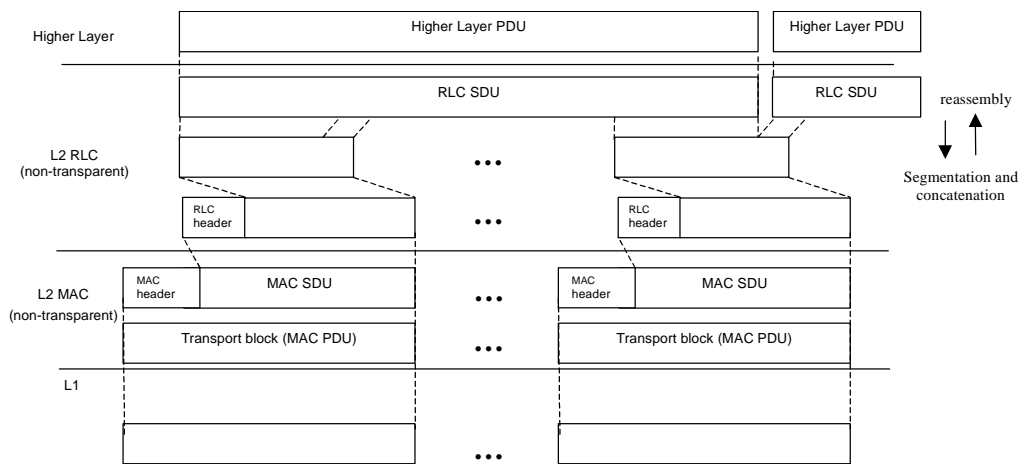 Higher Layer
Higher Layer PDU
Higher Layer PDU
RLC SDU
RLC SDU
reassembly
L2 RLC
(non-transparent)
•••
Segmentation and
concatenation
RLC
header
•••
RLC
header
L2 MAC
(non-transparent)
MAC
header
MAC SDU
•••
MAC
header
MAC SDU
Transport block (MAC PDU)
•••
Transport block (MAC PDU)
L1
•••